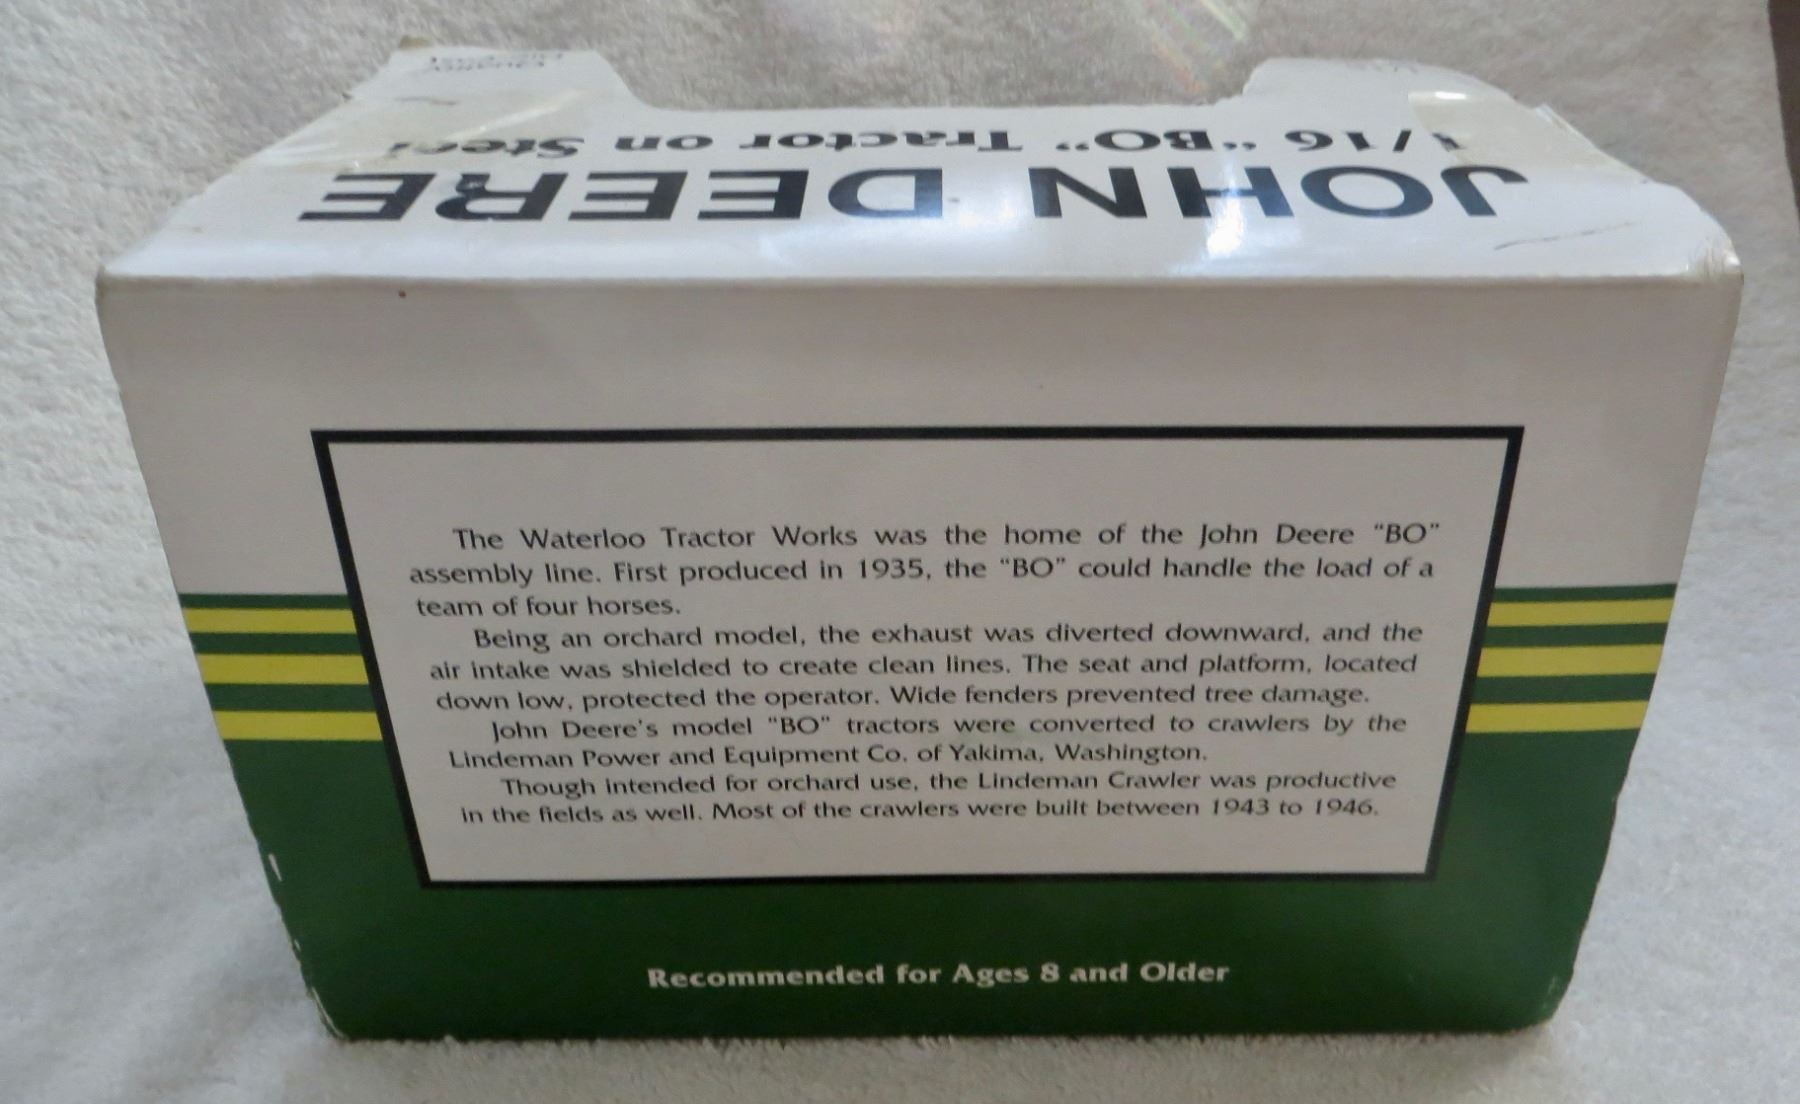 JOHN DEERE
1/16 "BO" Tractor on Steel
The Waterloo Tractor Works was the home of the John Deere "BO"
assembly line. First produced in 1935, the "BO" could handle the load of a
team of four horses.
Being an orchard model, the exhaust was diverted downward, and the
air intake was shielded to create clean lines. The seat and platform, located
down low, protected the operator. Wide fenders prevented tree damage.
John Deere's model "BO" tractors were converted to crawlers by the
Lindeman Power and Equipment Co. of Yakima, Washington.
Though intended for orchard use, the Lindeman Crawler was productive
in the fields as well. Most of the crawlers were built between 1943 to 1946.
Recommended for Ages 8 and Older